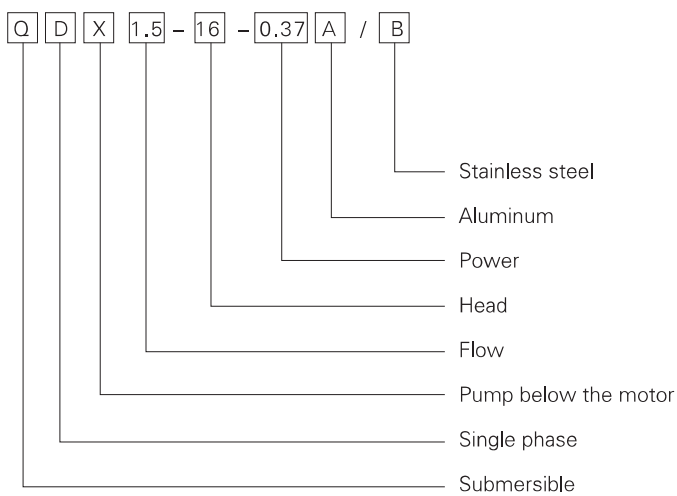 Q D X 1.5 – 16 – 0.37 A / B
Stainless steel
Aluminum
Power
Head
Flow
Pump below the motor
Single phase
Submersible